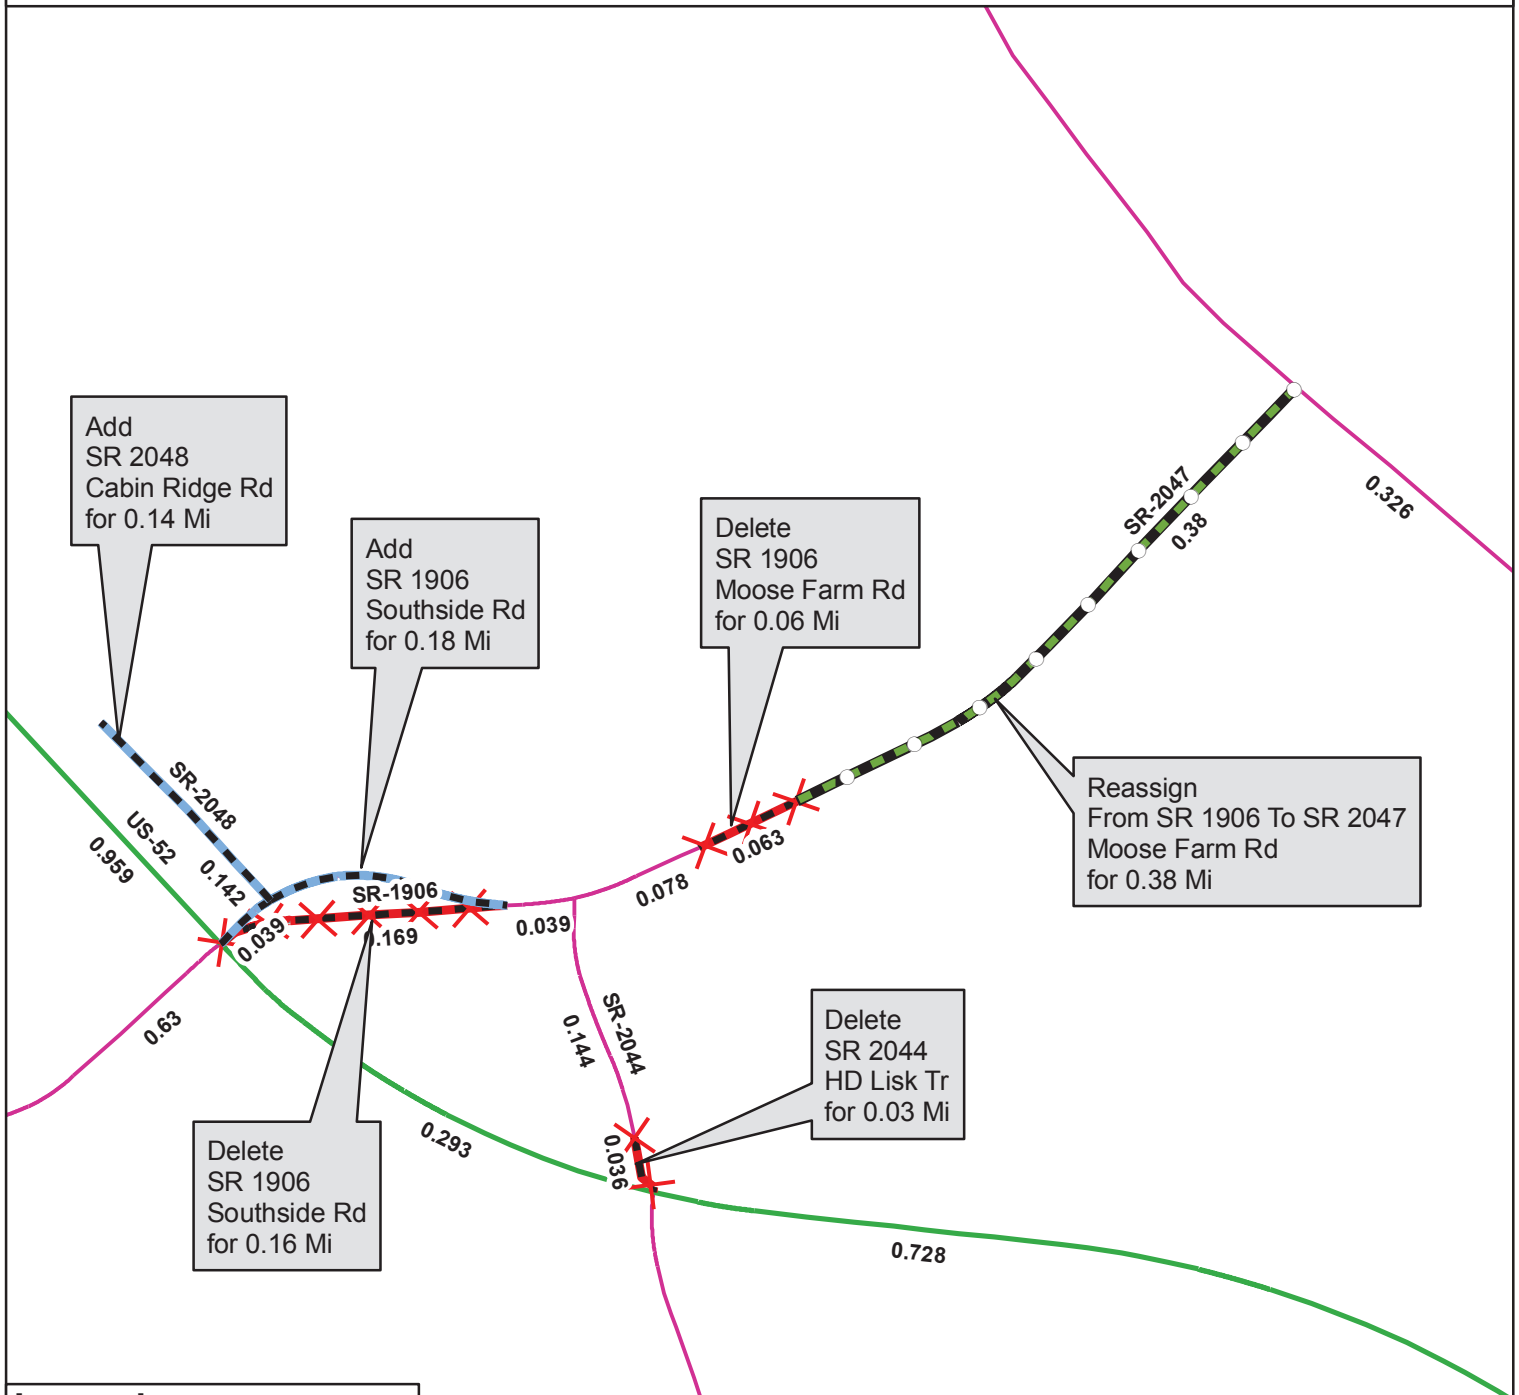 Add
SR 2048
Cabin Ridge Rd
for 0.14 Mi
Add
SR 1906
Southside Rd
for 0.18 Mi
Delete
SR 1906
Moose Farm Rd
for 0.06 Mi
SR-2047
0.38
0.326
Reassign
From SR 1906 To SR 2047
Moose Farm Rd
for 0.38 Mi
SR-2048
US-52
0.959
0.142
SR-1906
0.039
0.169
0.039
0.078
0.063
0.63
SR-2044
0.144
Delete
SR 2044
HD Lisk Tr
for 0.03 Mi
0.293
0.036
Delete
SR 1906
Southside Rd
for 0.16 Mi
0.728